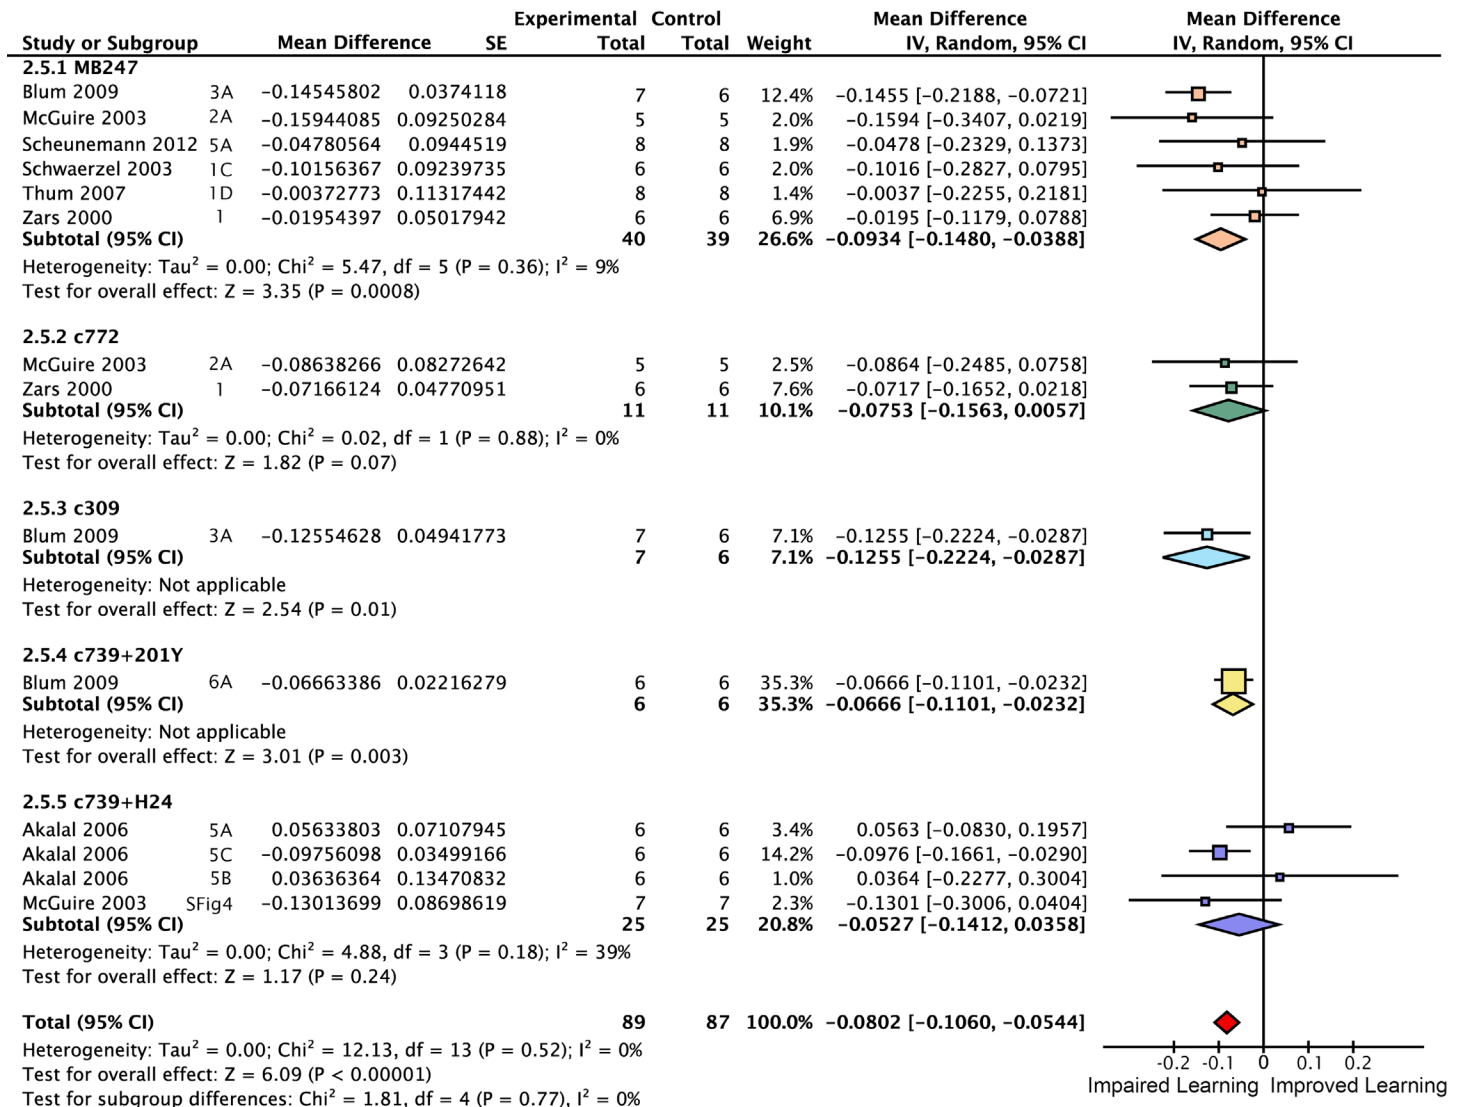 Experimental Control Mean Difference Mean Difference
Study or Subgroup Mean Difference SE Total Total Weight IV, Random, 95% CI IV, Random, 95% CI
2.5.1 MB247
Blum 2009 3A −0.14545802 0.0374118 7 6 12.4% −0.1455 [−0.2188, −0.0721]
McGuire 2003 2A −0.15944085 0.09250284 5 5 2.0% −0.1594 [−0.3407, 0.0219]
Scheunemann 2012 5A −0.04780564 0.0944519 8 8 1.9% −0.0478 [−0.2329, 0.1373]
Schwaerzel 2003 1C −0.10156367 0.09239735 6 6 2.0% −0.1016 [−0.2827, 0.0795]
Thum 2007 1D −0.00372773 0.11317442 8 8 1.4% −0.0037 [−0.2255, 0.2181]
Zars 2000 1 −0.01954397 0.05017942 6 6 6.9% −0.0195 [−0.1179, 0.0788]
Subtotal (95% CI) 40 39 26.6% −0.0934 [−0.1480, −0.0388]
Heterogeneity: Tau² = 0.00; Chi² = 5.47, df = 5 (P = 0.36); I² = 9%
Test for overall effect: Z = 3.35 (P = 0.0008)
2.5.2 c772
McGuire 2003 2A −0.08638266 0.08272642 5 5 2.5% −0.0864 [−0.2485, 0.0758]
Zars 2000 1 −0.07166124 0.04770951 6 6 7.6% −0.0717 [−0.1652, 0.0218]
Subtotal (95% CI) 11 11 10.1% −0.0753 [−0.1563, 0.0057]
Heterogeneity: Tau² = 0.00; Chi² = 0.02, df = 1 (P = 0.88); I² = 0%
Test for overall effect: Z = 1.82 (P = 0.07)
2.5.3 c309
Blum 2009 3A −0.12554628 0.04941773 7 6 7.1% −0.1255 [−0.2224, −0.0287]
Subtotal (95% CI) 7 6 7.1% −0.1255 [−0.2224, −0.0287]
Heterogeneity: Not applicable
Test for overall effect: Z = 2.54 (P = 0.01)
2.5.4 c739+201Y
Blum 2009 6A −0.06663386 0.02216279 6 6 35.3% −0.0666 [−0.1101, −0.0232]
Subtotal (95% CI) 6 6 35.3% −0.0666 [−0.1101, −0.0232]
Heterogeneity: Not applicable
Test for overall effect: Z = 3.01 (P = 0.003)
2.5.5 c739+H24
Akalal 2006 5A 0.05633803 0.07107945 6 6 3.4% 0.0563 [−0.0830, 0.1957]
Akalal 2006 5C −0.09756098 0.03499166 6 6 14.2% −0.0976 [−0.1661, −0.0290]
Akalal 2006 5B 0.03636364 0.13470832 6 6 1.0% 0.0364 [−0.2277, 0.3004]
McGuire 2003 SFig4 −0.13013699 0.08698619 7 7 2.3% −0.1301 [−0.3006, 0.0404]
Subtotal (95% CI) 25 25 20.8% −0.0527 [−0.1412, 0.0358]
Heterogeneity: Tau² = 0.00; Chi² = 4.88, df = 3 (P = 0.18); I² = 39%
Test for overall effect: Z = 1.17 (P = 0.24)
Total (95% CI) 89 87 100.0% −0.0802 [−0.1060, −0.0544]
Heterogeneity: Tau² = 0.00; Chi² = 12.13, df = 13 (P = 0.52); I² = 0%
Test for overall effect: Z = 6.09 (P < 0.00001)
Test for subgroup differences: Chi² = 1.81, df = 4 (P = 0.77), I² = 0%
-0.2 -0.1 0 0.1 0.2
Impaired Learning Improved Learning